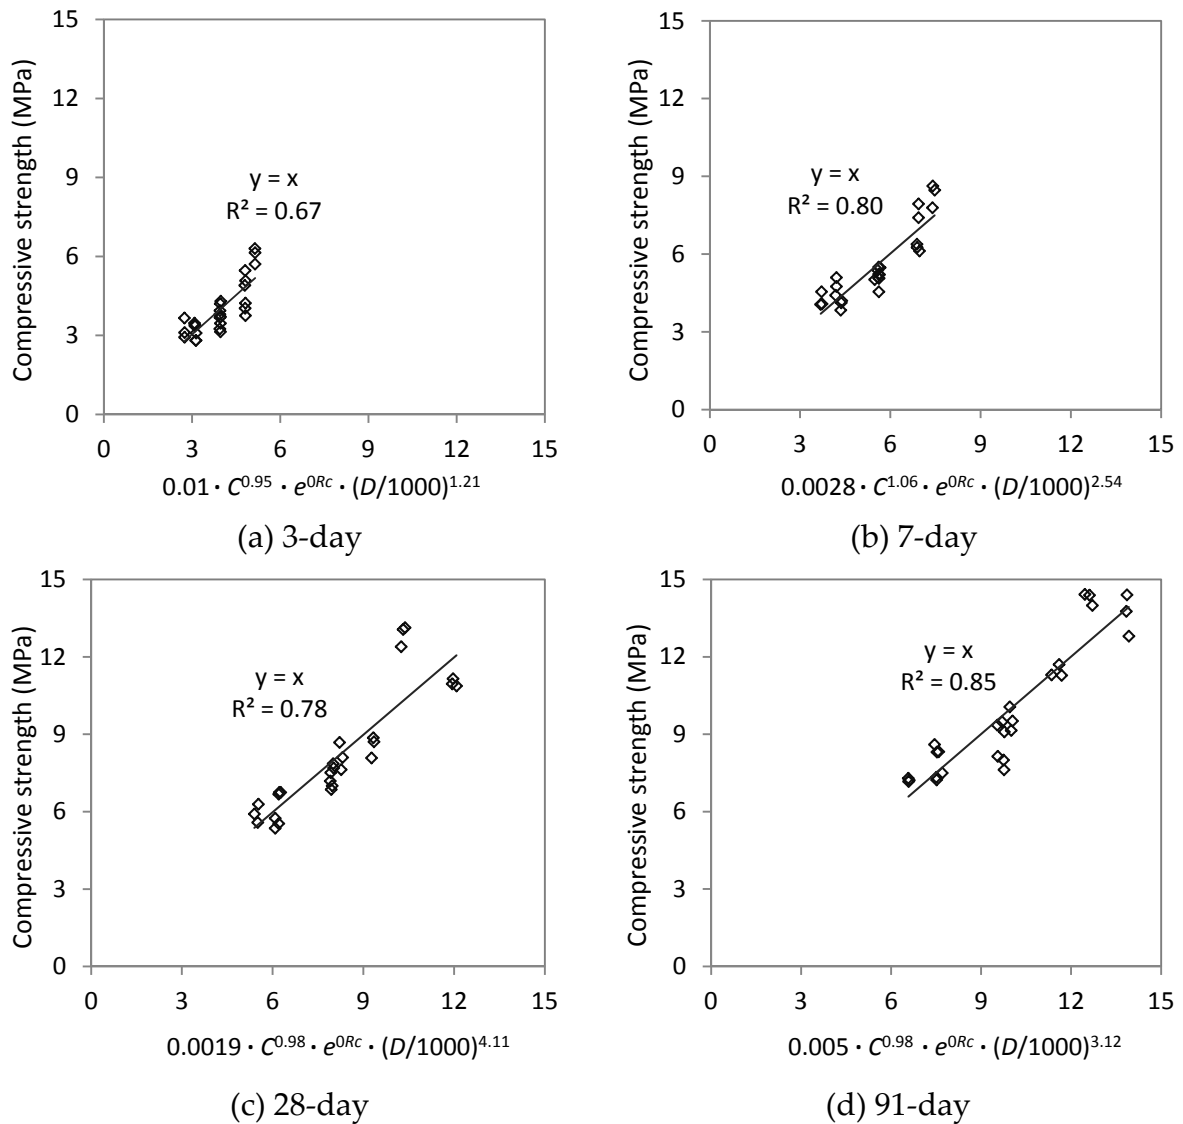 Compressive strength (MPa)
15
12
9
6
3
0
y = x
R² = 0.67
0 3 6 9 12 15
0.01 · C^0.95 · e^0Rc · (D/1000)^1.21
(a) 3-day
Compressive strength (MPa)
15
12
9
6
3
0
y = x
R² = 0.80
0 3 6 9 12 15
0.0028 · C^1.06 · e^0Rc · (D/1000)^2.54
(b) 7-day
Compressive strength (MPa)
15
12
9
6
3
0
y = x
R² = 0.78
0 3 6 9 12 15
0.0019 · C^0.98 · e^0Rc · (D/1000)^4.11
(c) 28-day
Compressive strength (MPa)
15
12
9
6
3
0
y = x
R² = 0.85
0 3 6 9 12 15
0.005 · C^0.98 · e^0Rc · (D/1000)^3.12
(d) 91-day